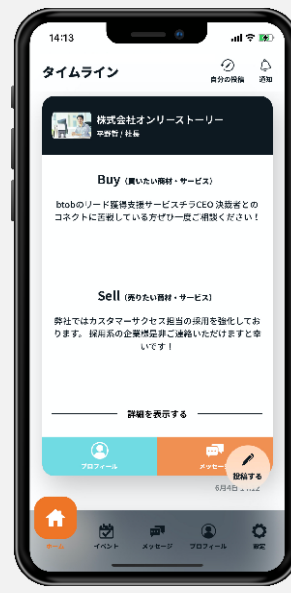 14:13
タイムライン
自分の投稿
通知
株式会社オンリーストーリー
平野哲 / 社長
Buy (買いたい商材・サービス)
btobのリード獲得支援サービスチラCEO 決裁者との
コネクトに苦戦している方ぜひ一度ご相談ください！
Sell (売りたい商材・サービス)
弊社ではカスタマーサクセス担当の採用を強化してお
ります。採用系の企業様是非ご連絡いただけますと幸
いです！
詳細を表示する
プロフィール
メッセー
投稿する
6月4日
ホーム
イベント
メッセージ
プロフィール
設定